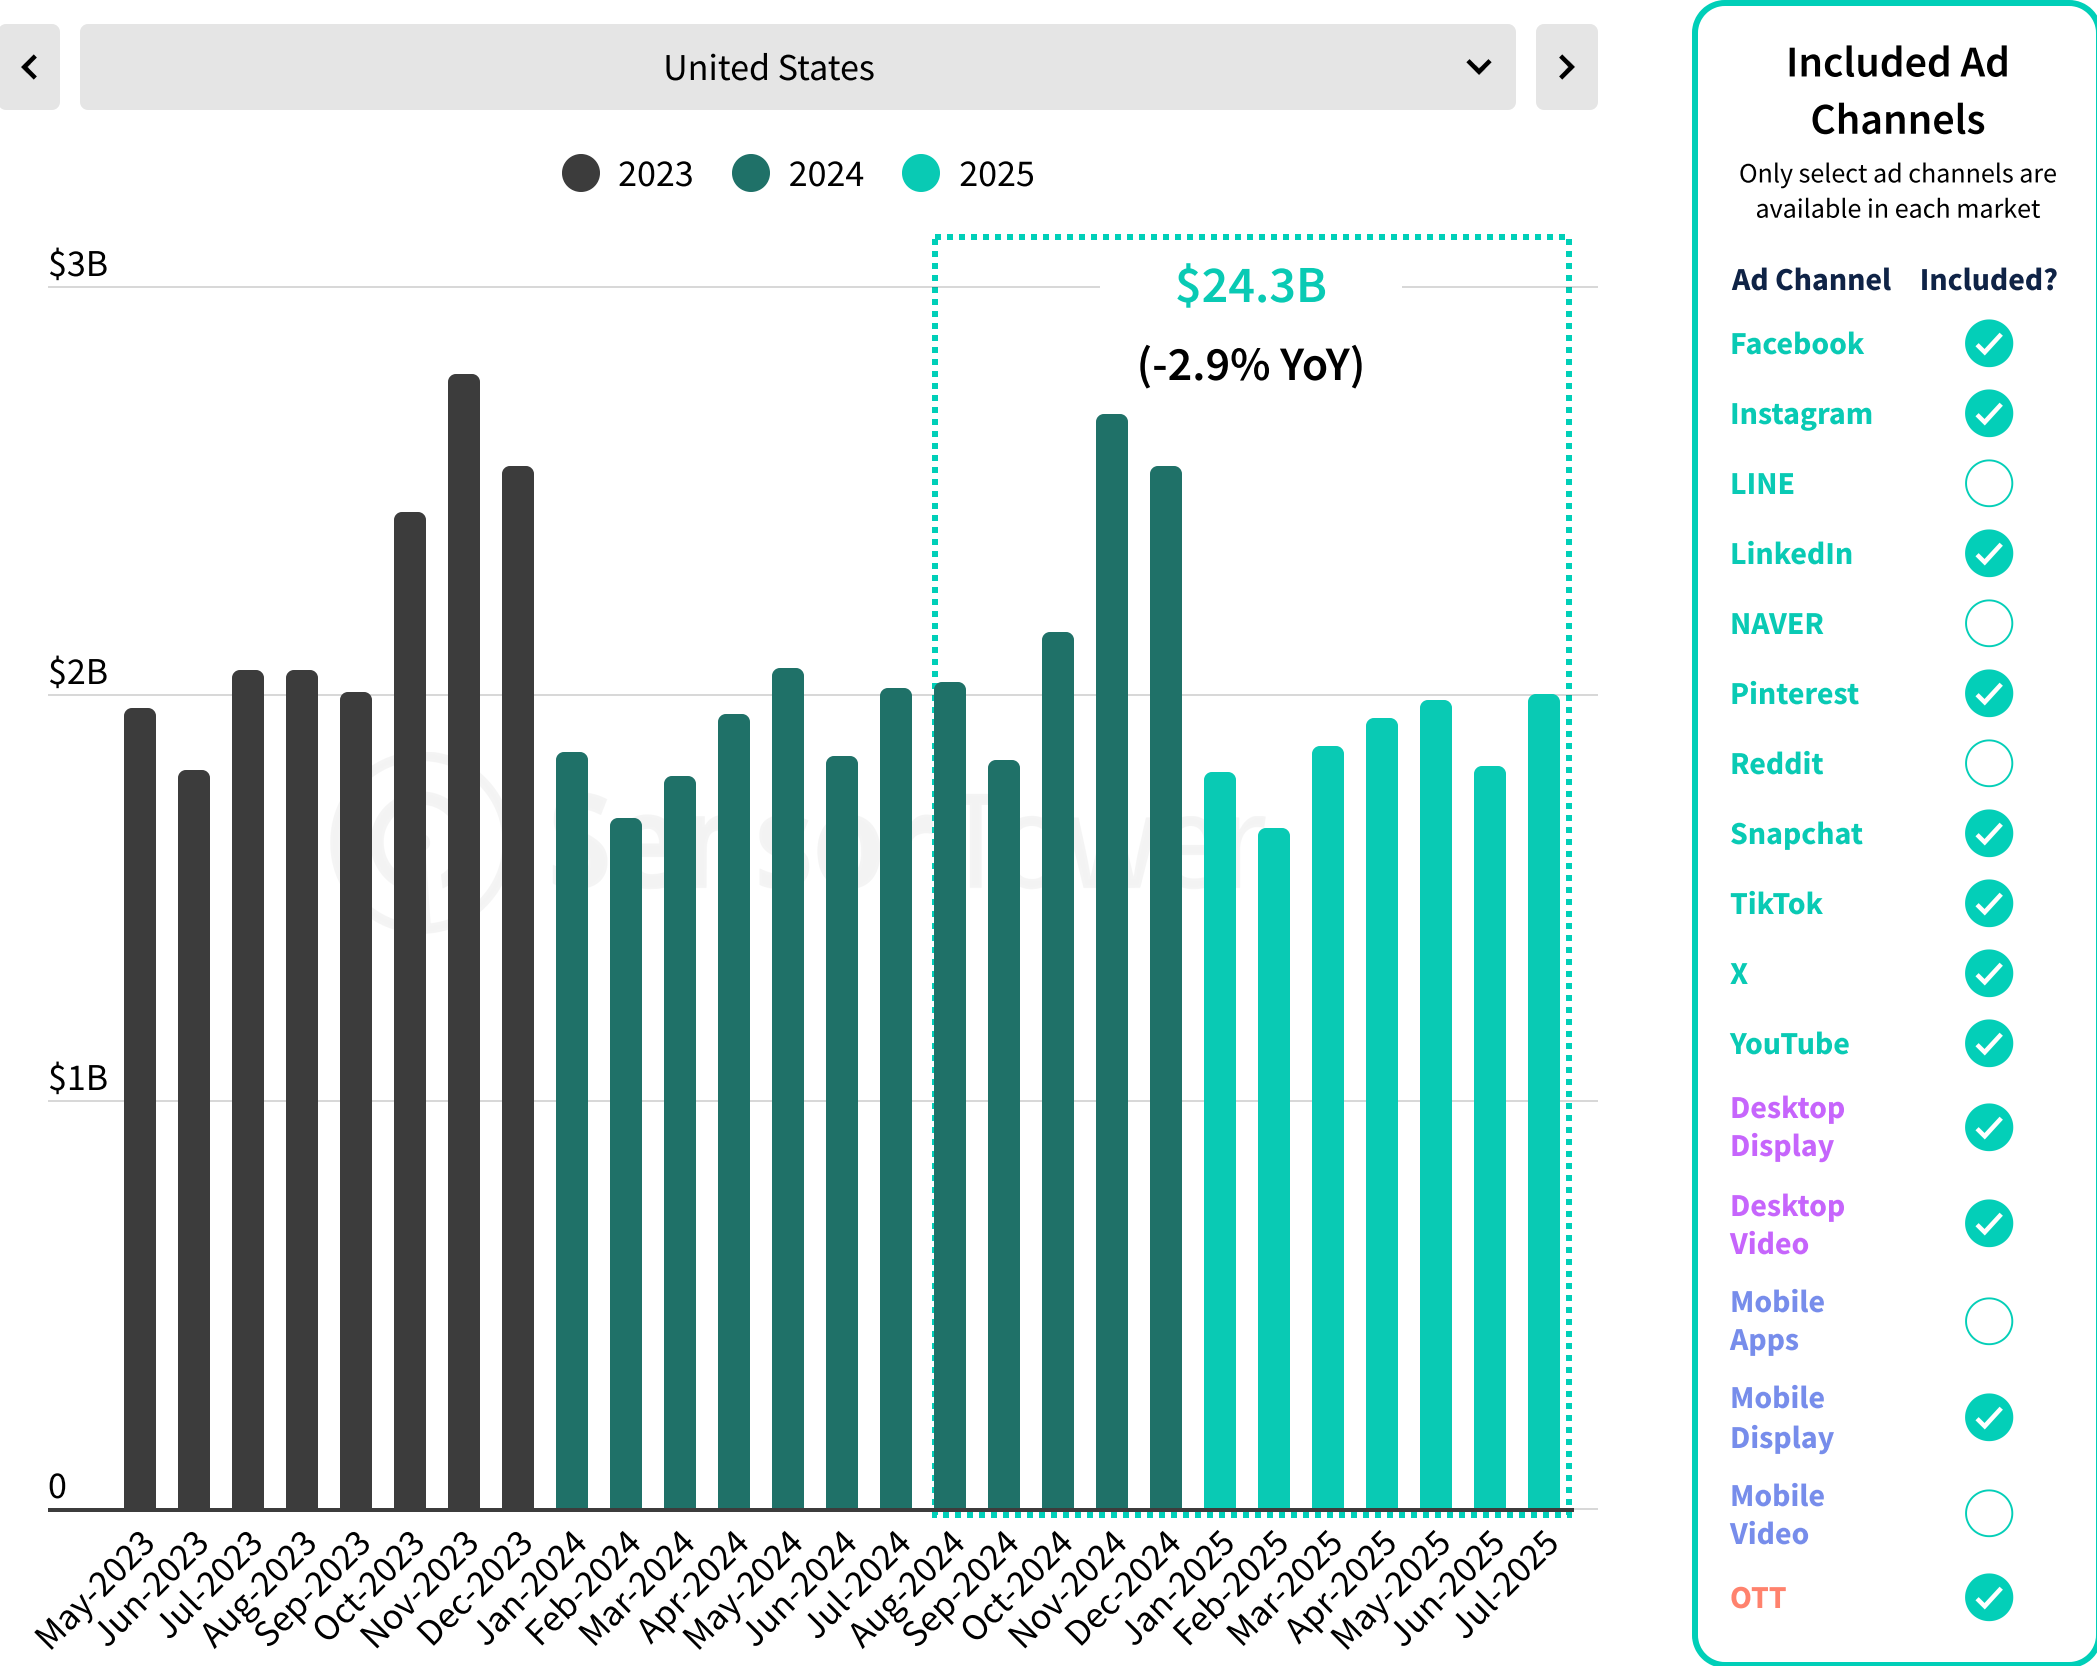 United States
2023
2024
2025
$3B
$24.3B
(-2.9% YoY)
$2B
$1B
0
Sensor Tower
May-2023
Jun-2023
Jul-2023
Aug-2023
Sep-2023
Oct-2023
Nov-2023
Dec-2023
Jan-2024
Feb-2024
Mar-2024
Apr-2024
May-2024
Jun-2024
Jul-2024
Aug-2024
Sep-2024
Oct-2024
Nov-2024
Dec-2024
Jan-2025
Feb-2025
Mar-2025
Apr-2025
May-2025
Jun-2025
Jul-2025
Included Ad
Channels
Only select ad channels are
available in each market
Ad Channel Included?
Facebook
Instagram
LINE
LinkedIn
NAVER
Pinterest
Reddit
Snapchat
TikTok
X
YouTube
Desktop
Display
Desktop
Video
Mobile
Apps
Mobile
Display
Mobile
Video
OTT